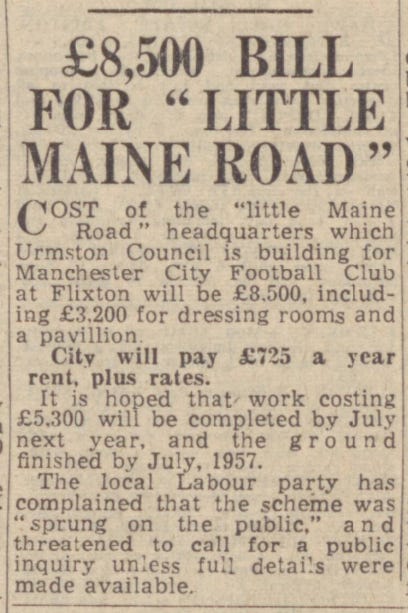 £8,500 BILL
FOR “ LITTLE
MAINE ROAD ”
COST of the “little Maine
Road” headquarters which
Urmston Council is building for
Manchester City Football Club
at Flixton will be £8.500, includ-
ing £3.200 for dressing rooms and
a pavillion.
City will pay £725 a year
rent, plus rates.
It is hoped that work costing
£5.300 will be completed by July
next year, and the ground
finished by July, 1957.
The local Labour party has
complained that the scheme was
“ sprung on the public,” and
threatened to call for a public
inquiry unless full details were
made available.